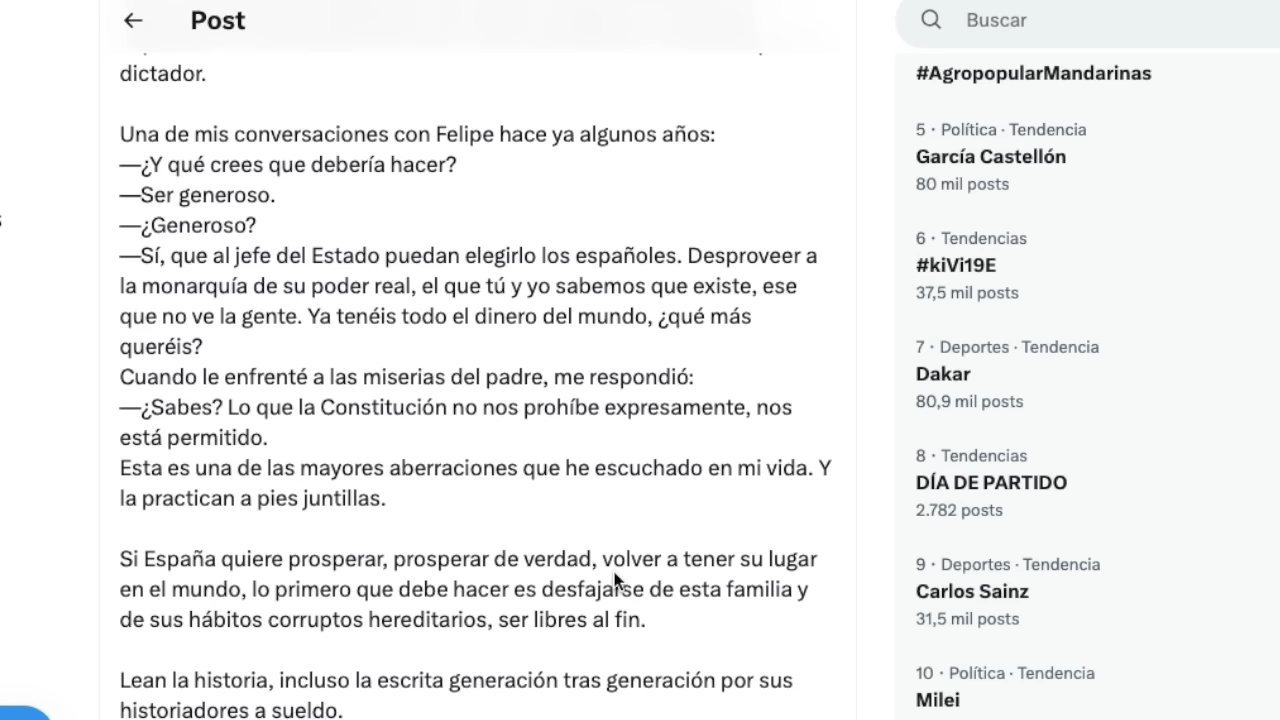 Post
dictador.
Una de mis conversaciones con Felipe hace ya algunos años:
—¿Y qué crees que debería hacer?
—Ser generoso.
—¿Generoso?
—Sí, que al jefe del Estado puedan elegirlo los españoles. Desproveer a
la monarquía de su poder real, el que tú y yo sabemos que existe, ese
que no ve la gente. Ya tenéis todo el dinero del mundo, ¿qué más
queréis?
Cuando le enfrenté a las miserias del padre, me respondió:
—¿Sabes? Lo que la Constitución no nos prohíbe expresamente, nos
está permitido.
Esta es una de las mayores aberraciones que he escuchado en mi vida. Y
la practican a pies juntillas.
Si España quiere prosperar, prosperar de verdad, volver a tener su lugar
en el mundo, lo primero que debe hacer es desfajarse de esta familia y
de sus hábitos corruptos hereditarios, ser libres al fin.
Lean la historia, incluso la escrita generación tras generación por sus
historiadores a sueldo.
Buscar
#AgropopularMandarinas
5 · Política · Tendencia
García Castellón
80 mil posts
6 · Tendencias
#kiVi19E
37,5 mil posts
7 · Deportes · Tendencia
Dakar
80,9 mil posts
8 · Tendencias
DÍA DE PARTIDO
2.782 posts
9 · Deportes · Tendencia
Carlos Sainz
31,5 mil posts
10 · Política · Tendencia
Milei